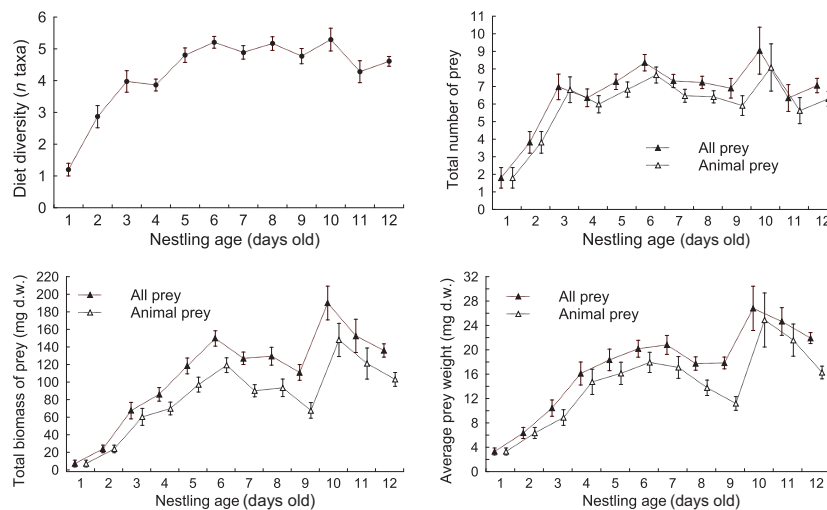 Diet diversity (n taxa)
6
5
4
3
2
1
0
1 2 3 4 5 6 7 8 9 10 11 12
Nestling age (days old)
Total number of prey
11
10
9
8
7
6
5
4
3
2
1
0
All prey
Animal prey
1 2 3 4 5 6 7 8 9 10 11 12
Nestling age (days old)
Total biomass of prey (mg d.w.)
220
200
180
160
140
120
100
80
60
40
20
00
All prey
Animal prey
1 2 3 4 5 6 7 8 9 10 11 12
Nestling age (days old)
Average prey weight (mg d.w.)
32
28
24
20
16
12
8
4
0
All prey
Animal prey
1 2 3 4 5 6 7 8 9 10 11 12
Nestling age (days old)